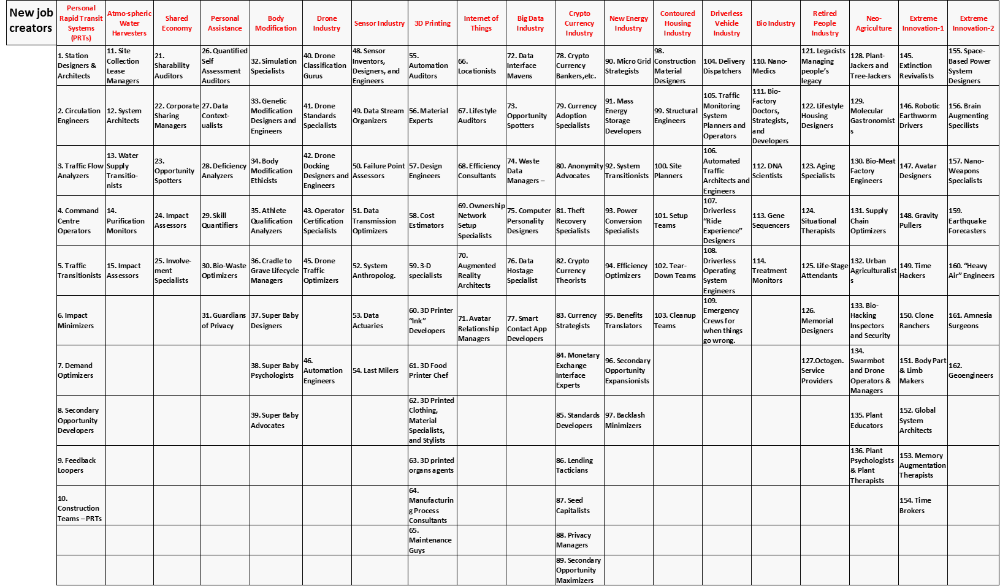 New job
creators
Personal
Rapid Transit
Systems
(PRTs)
Atmo-spheric
Water
Harvesters
Shared
Economy
Personal
Assistance
Body
Modification
Drone
Industry
Sensor Industry
3D Printing
Internet of
Things
Big Data
Industry
Crypto
Currency
Industry
New Energy
Industry
Contoured
Housing
Industry
Driverless
Vehicle
Industry
Bio Industry
Retired
People
Industry
Neo-
Agriculture
Extreme
Innovation-1
Extreme
Innovation-2
1. Station
Designers &
Architects
11. Site
Collection
Lease
Managers
21.
Sharability
Auditors
26. Quantified
Self
Assessment
Auditors
32. Simulation
Specialists
40. Drone
Classification
Gurus
48. Sensor
Inventors,
Designers, and
Engineers
55.
Automation
Auditors
66.
Locationists
72. Data
Interface
Mavens
78. Crypto
Currency
Bankers,etc.
90. Micro Grid
Strategists
98.
Construction
Material
Designers
104. Delivery
Dispatchers
110. Nano-
Medics
121. Legacists
Managing
people’s
legacy
128. Plant-
Jackers and
Tree-Jackers
145.
Extinction
Revivalists
155. Space-
Based Power
System
Designers
2. Circulation
Engineers
12. System
Architects
22. Corporate
Sharing
Managers
27. Data
Context-
ualists
33. Genetic
Modification
Designers and
Engineers
41. Drone
Standards
Specialists
49. Data Stream
Organizers
56. Material
Experts
67. Lifestyle
Auditors
73.
Opportunity
Spotters
79. Currency
Adoption
Specialists
91. Mass
Energy
Storage
Developers
99. Structural
Engineers
105. Traffic
Monitoring
System
Planners and
Operators
111. Bio-
Factory
Doctors,
Strategists,
and
Developers
122. Lifestyle
Housing
Designers
129.
Molecular
Gastronomist
s
146. Robotic
Earthworm
Drivers
156. Brain
Augmenting
Specilists
3. Traffic Flow
Analyzers
13. Water
Supply
Transitio-
nists
23.
Opportunity
Spotters
28. Deficiency
Analyzers
34. Body
Modification
Ethicists
42. Drone
Docking
Designers and
Engineers
50. Failure Point
Assessors
57. Design
Engineers
68. Efficiency
Consultants
74. Waste
Data
Managers –
80. Anonymity
Advocates
92. System
Transitionists
100. Site
Planners
106.
Automated
Traffic
Architects and
Engineers
112. DNA
Scientists
123. Aging
Specialists
130. Bio-Meat
Factory
Engineers
147. Avatar
Designers
157. Nano-
Weapons
Specialists
4. Command
Centre
Operators
14.
Purification
Monitors
24. Impact
Assessors
29. Skill
Quantifiers
35. Athlete
Qualification
Analyzers
43. Operator
Certification
Specialists
51. Data
Transmission
Optimizers
58. Cost
Estimators
69. Ownership
Network
Setup
Specialists
75. Computer
Personality
Designers
81. Theft
Recovery
Specialists
93. Power
Conversion
Specialists
101. Setup
Teams
107.
Driverless
“Ride
Experience”
Designers
113. Gene
Sequencers
124.
Situational
Therapists
131. Supply
Chain
Optimizers
148. Gravity
Pullers
159.
Earthquake
Forecasters
5. Traffic
Transitionists
15. Impact
Assessors
25. Involve-
ment
Specialists
30. Bio-Waste
Optimizers
36. Cradle to
Grave Lifecycle
Managers
45. Drone
Traffic
Optimizers
52. System
Anthropolog.
59. 3-D
specialists
70.
Augmented
Reality
Architects
76. Data
Hostage
Specialist
82. Crypto
Currency
Theorists
94. Efficiency
Optimizers
102. Tear-
Down Teams
108.
Driverless
Operating
System
Engineers
114.
Treatment
Monitors
125. Life-Stage
Attendants
132. Urban
Agriculturalist
s
149. Time
Hackers
160. “Heavy
Air” Engineers
6. Impact
Minimizers
31. Guardians
of Privacy
37. Super Baby
Designers
53. Data
Actuaries
60. 3D Printer
“Ink”
Developers
71. Avatar
Relationship
Managers
77. Smart
Contact App
Developers
83. Currency
Strategists
95. Benefits
Translators
103. Cleanup
Teams
109.
Emergency
Crews for
when things
go wrong.
126.
Memorial
Designers
133. Bio-
Hacking
Inspectors
and Security
150. Clone
Ranchers
161. Amnesia
Surgeons
7. Demand
Optimizers
38. Super Baby
Psychologists
46.
Automation
Engineers
54. Last Milers
61. 3D Food
Printer Chef
84. Monetary
Exchange
Interface
Experts
96. Secondary
Opportunity
Expansionists
127.Octogen.
Service
Providers
134.
Swarmbot
and Drone
Operators &
Managers
151. Body Part
& Limb
Makers
162.
Geoengineers
8. Secondary
Opportunity
Developers
39. Super Baby
Advocates
62. 3D Printed
Clothing,
Material
Specialists,
and Stylists
85. Standards
Developers
97. Backlash
Minimizers
135. Plant
Educators
152. Global
System
Architects
9. Feedback
Loopers
63. 3D printed
organs agents
86. Lending
Tacticians
136. Plant
Psychologists
& Plant
Therapists
153. Memory
Augmentation
Therapists
10.
Construction
Teams – PRTs
64.
Manufacturin
g Process
Consultants
87. Seed
Capitalists
154. Time
Brokers
65.
Maintenance
Guys
88. Privacy
Managers
89. Secondary
Opportunity
Maximizers